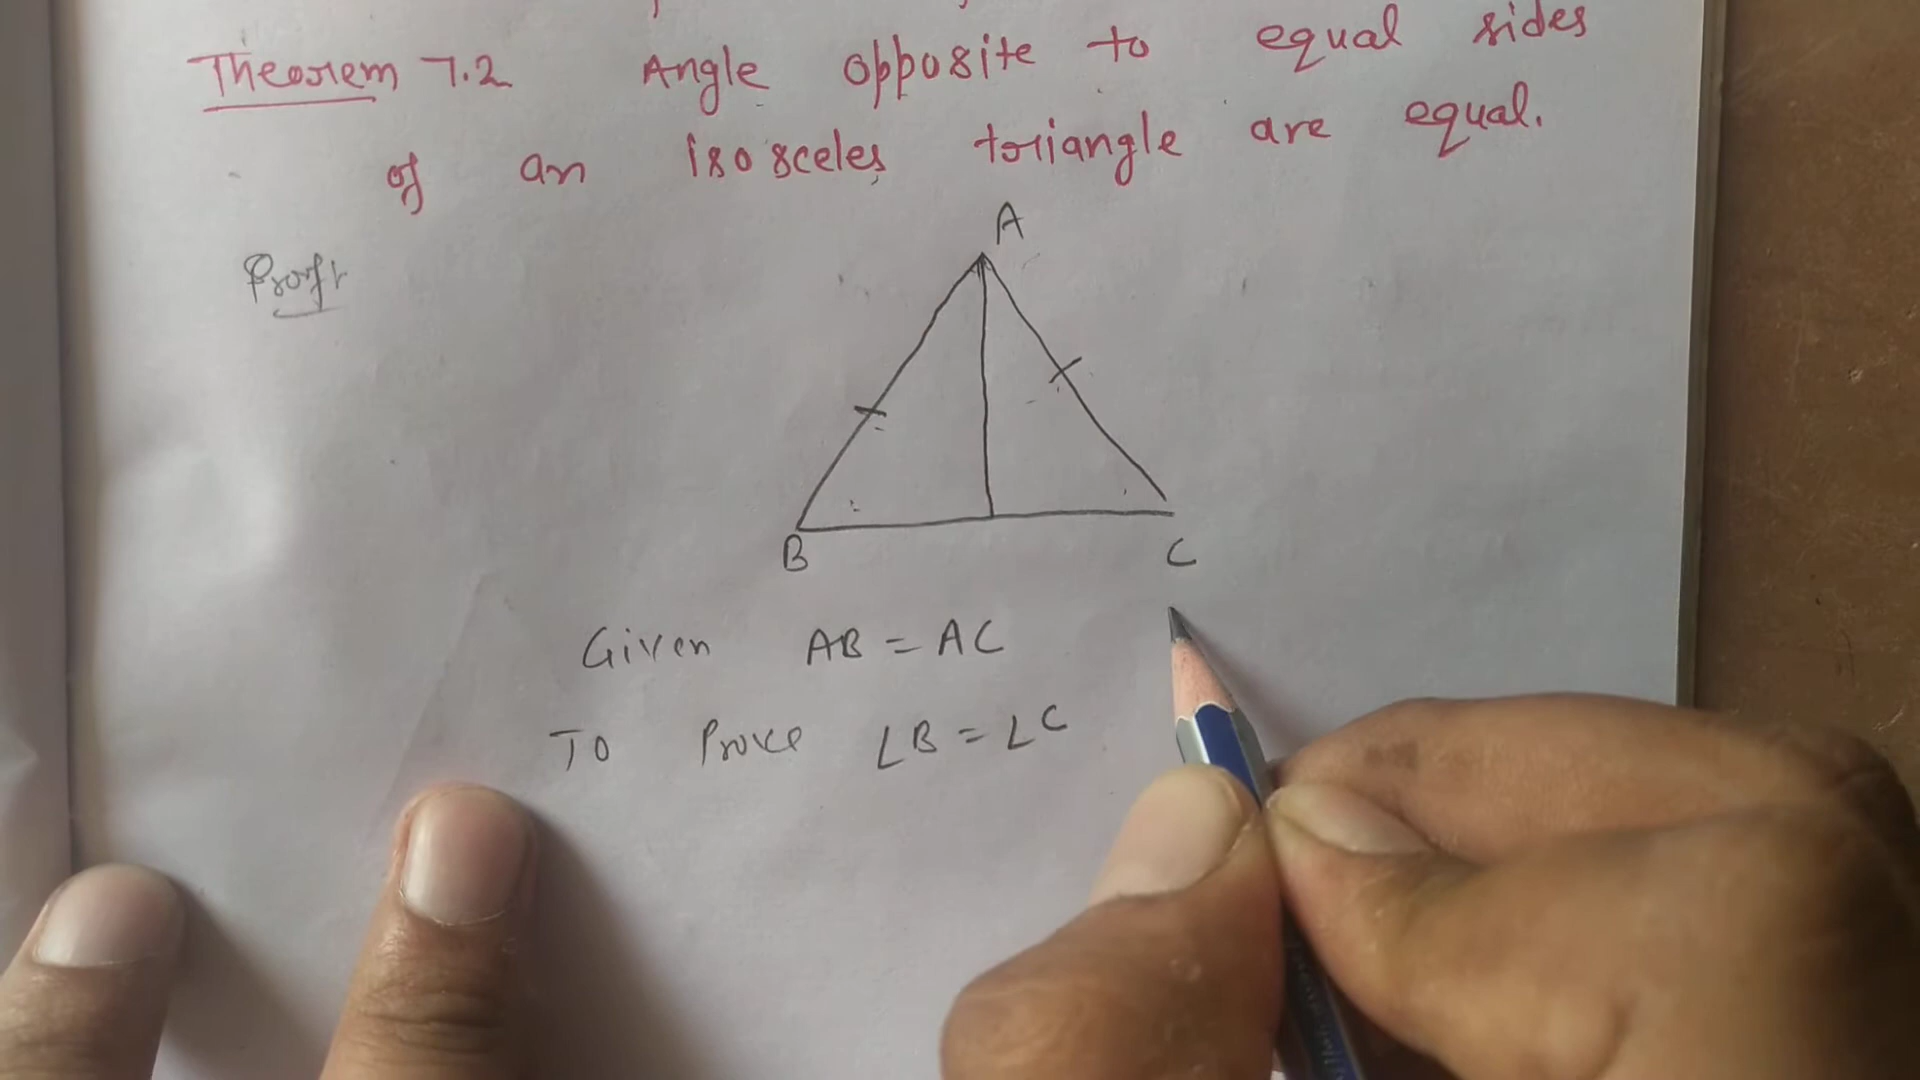 Theorem 7.2 Angle opposite to equal sides
of an isosceles triangle are equal.
Proof
A
B C
Given AB = AC
To Prove ∠B = ∠C